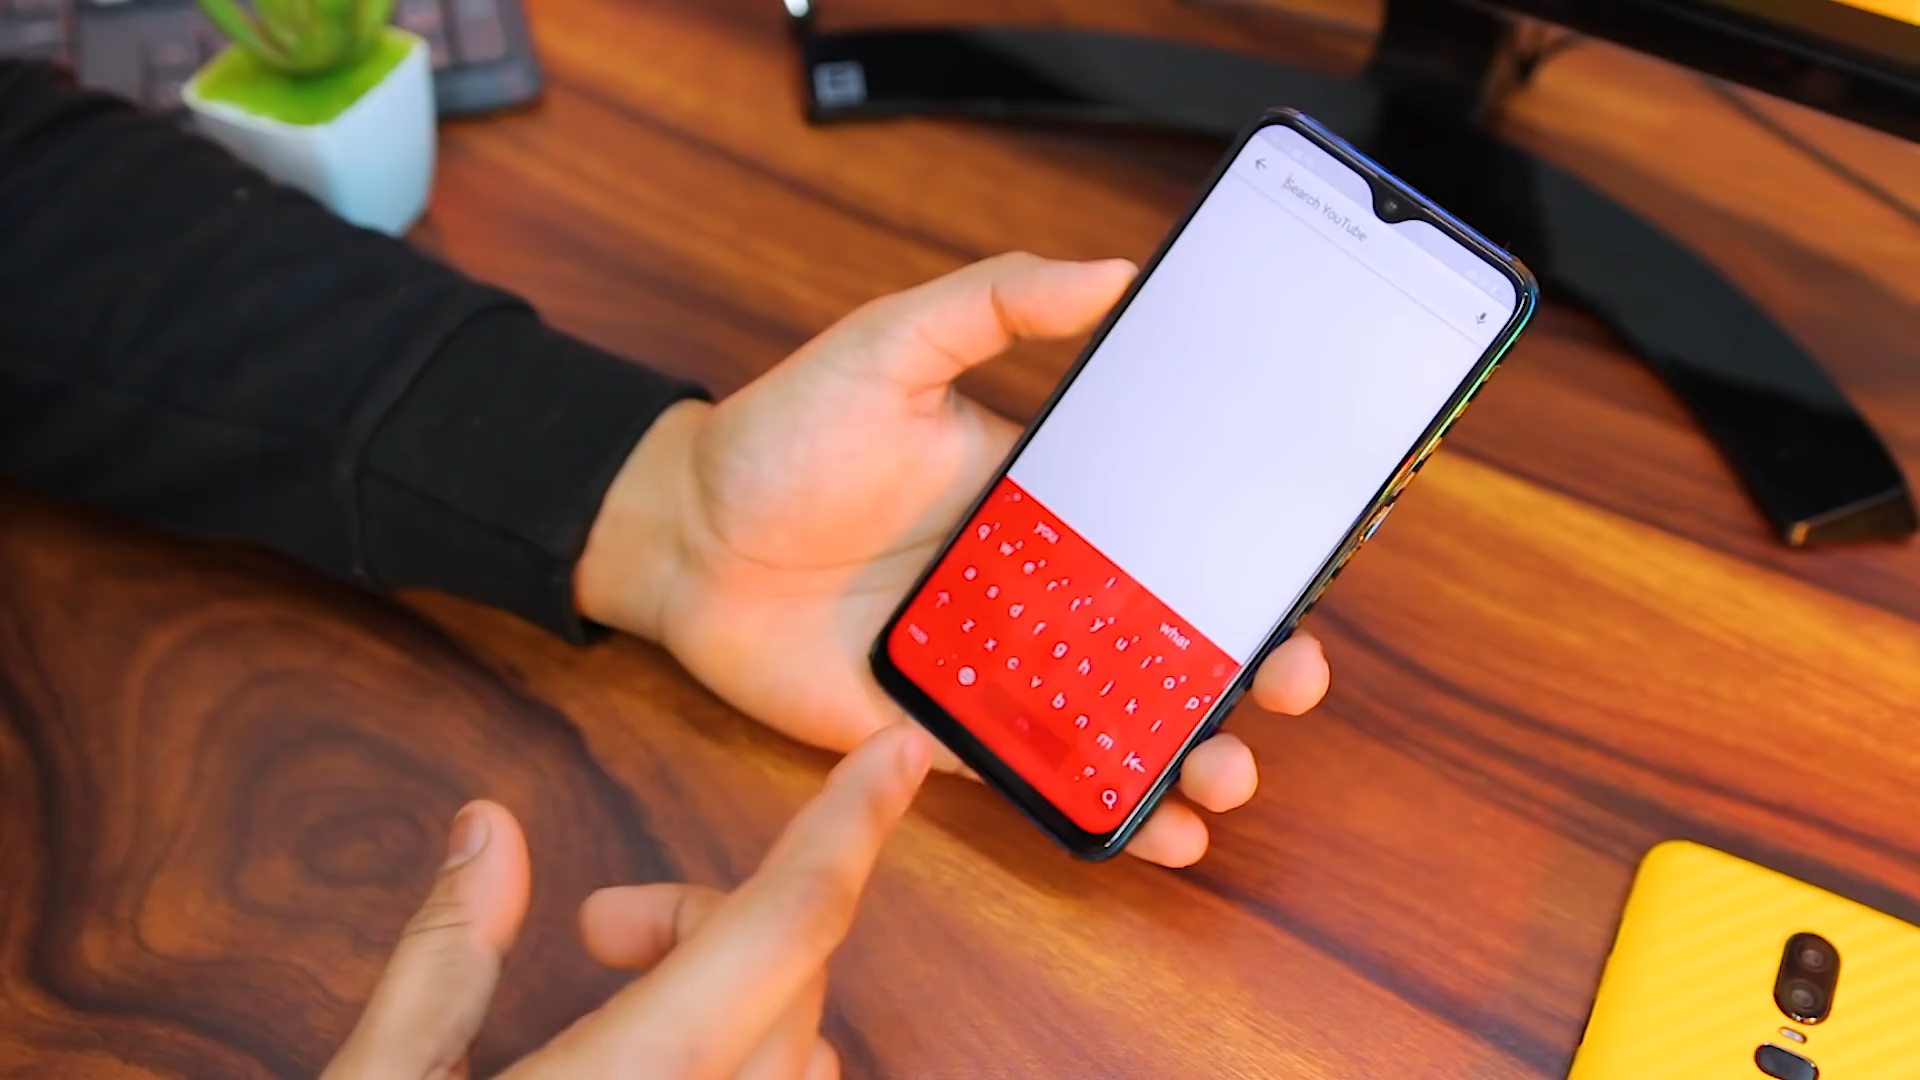 Search YouTube
you I what
q w e r t y u i o p
a s d f g h j k l
z x c v b n m